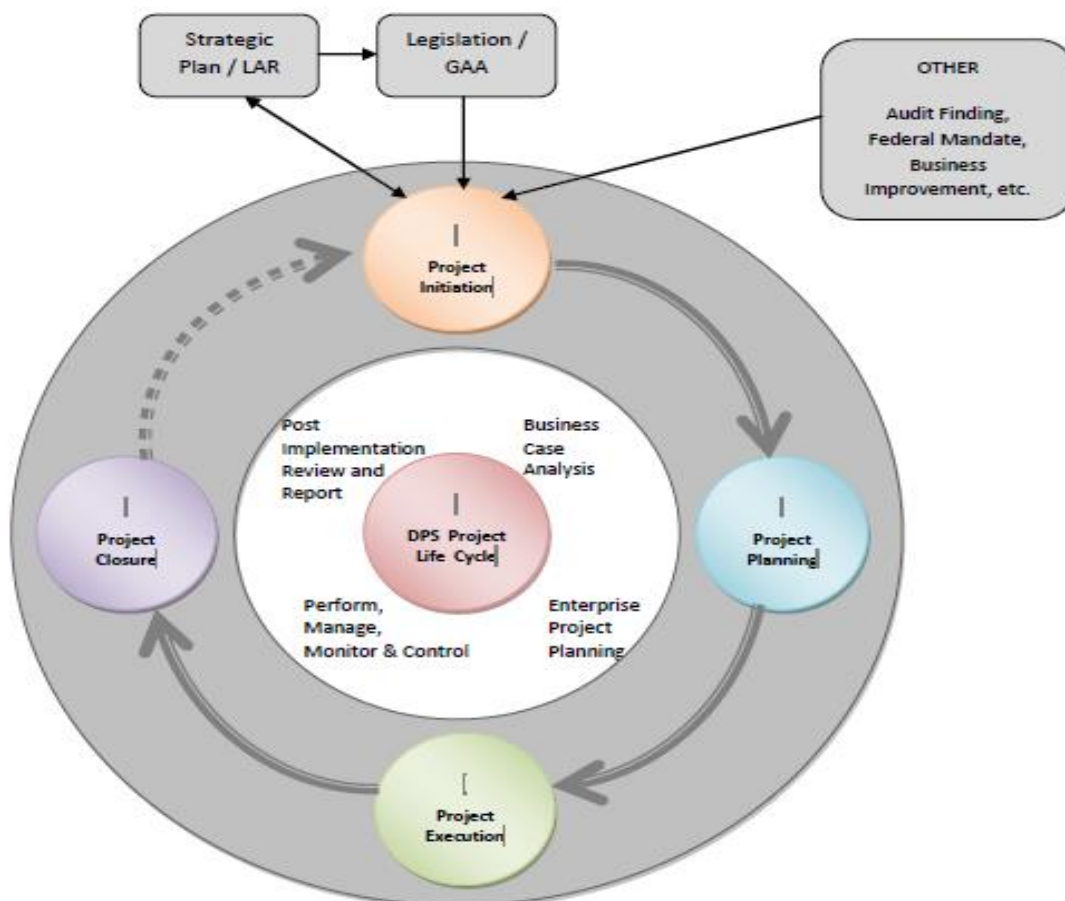 Strategic
Plan / LAR
Legislation /
GAA
OTHER
Audit Finding,
Federal Mandate,
Business
Improvement, etc.
Project
Initiation
Post
Implementation
Review and
Report
Business
Case
Analysis
Project
Closure
DPS Project
Life Cycle
Project
Planning
Perform,
Manage,
Monitor & Control
Enterprise
Project
Planning
Project
Execution